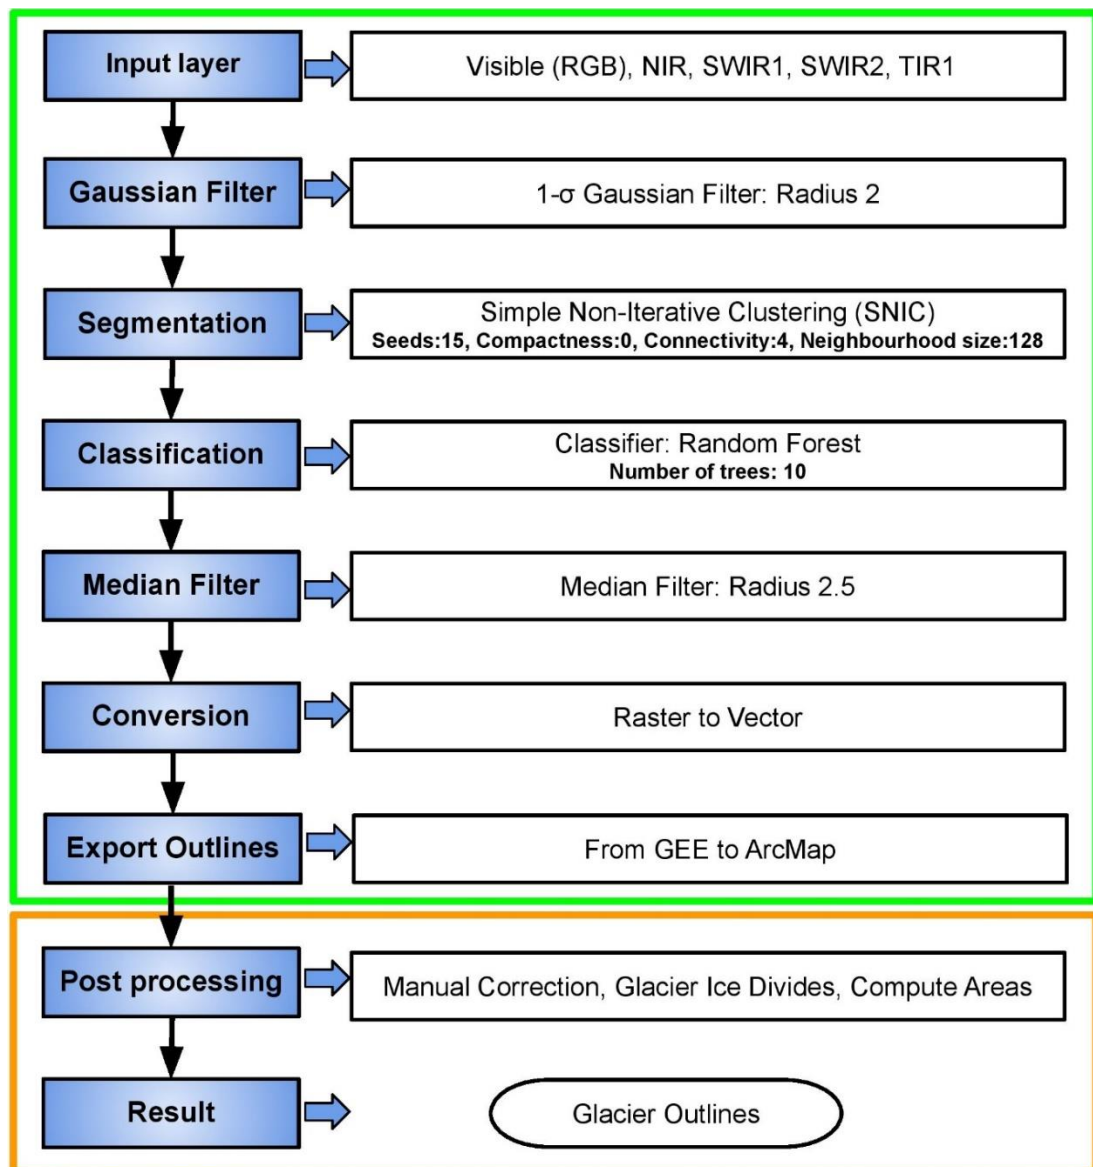 Input layer
Visible (RGB), NIR, SWIR1, SWIR2, TIR1
Gaussian Filter
1-σ Gaussian Filter: Radius 2
Segmentation
Simple Non-Iterative Clustering (SNIC)
Seeds:15, Compactness:0, Connectivity:4, Neighbourhood size:128
Classification
Classifier: Random Forest
Number of trees: 10
Median Filter
Median Filter: Radius 2.5
Conversion
Raster to Vector
Export Outlines
From GEE to ArcMap
Post processing
Manual Correction, Glacier Ice Divides, Compute Areas
Result
Glacier Outlines